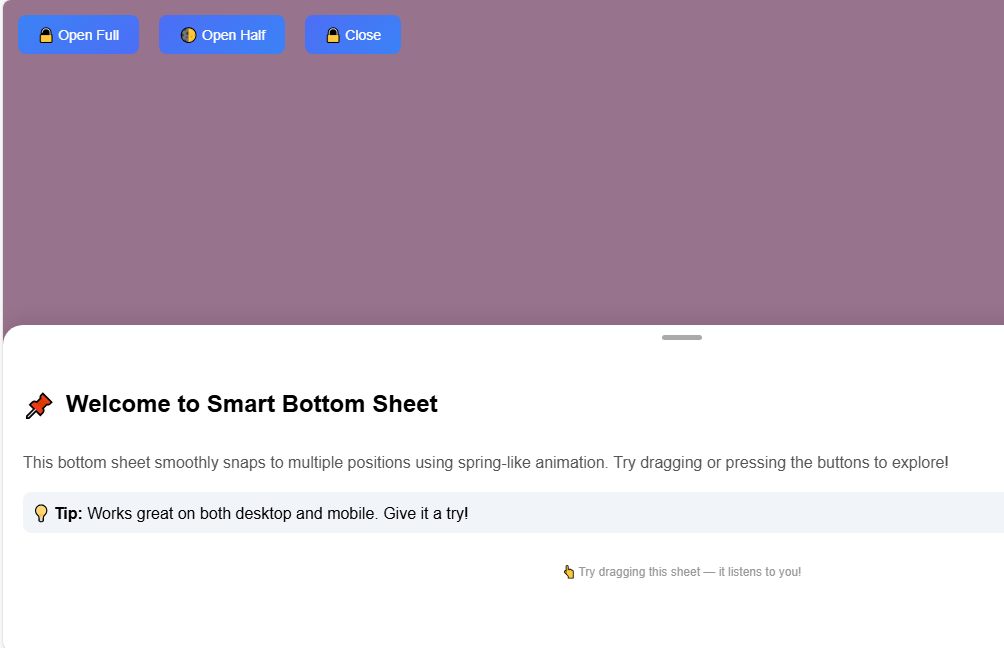 🔒 Open Full
🌓 Open Half
🔒 Close
📌 Welcome to Smart Bottom Sheet
This bottom sheet smoothly snaps to multiple positions using spring-like animation. Try dragging or pressing the buttons to explore!
💡 Tip: Works great on both desktop and mobile. Give it a try!
👆 Try dragging this sheet — it listens to you!